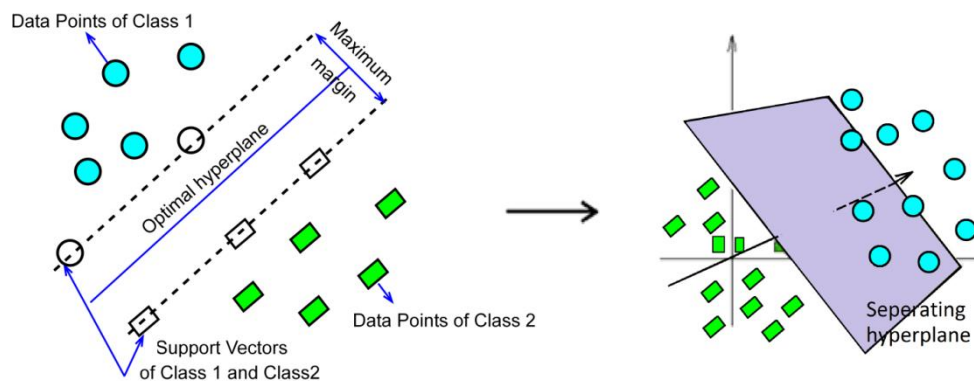 Data Points of Class 1
Maximum
margin
Optimal hyperplane
Data Points of Class 2
Support Vectors
of Class 1 and Class2
Seperating
hyperplane